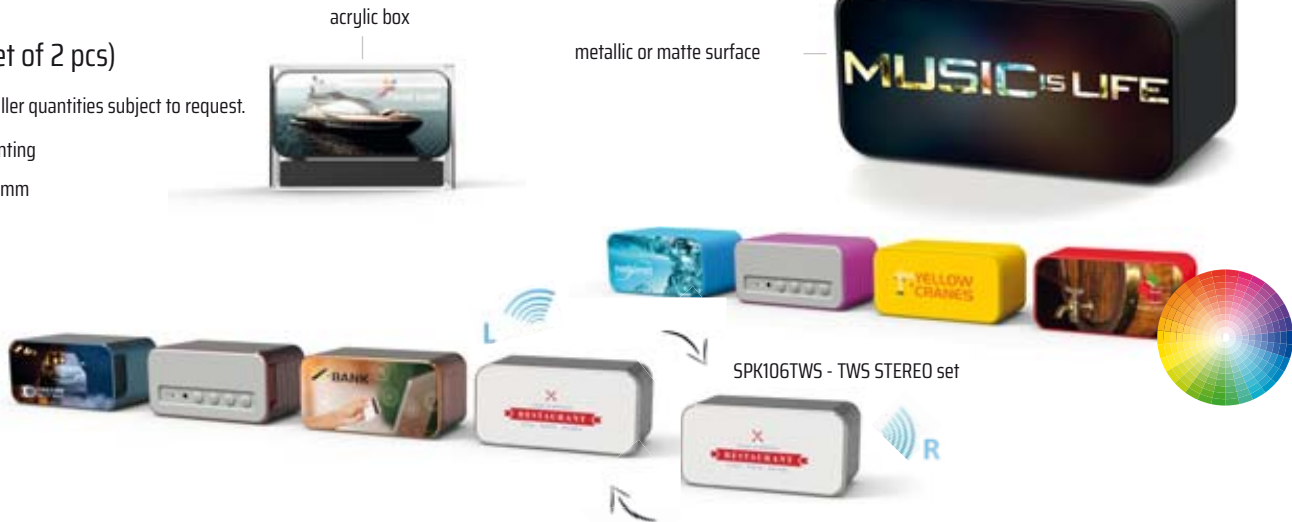 acrylic box
et of 2 pcs)
metallic or matte surface
ller quantities subject to request.
nting
mm
MUSIC IS LIFE
YELLOW
CRANES
L
SPK106TWS - TWS STEREO set
BANK
RESTAURANT
RESTAURANT
R